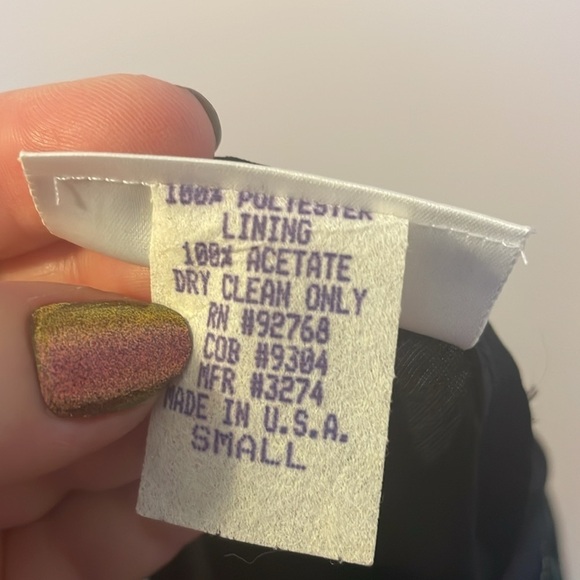 100% POLYESTER
LINING
100% ACETATE
DRY CLEAN ONLY
RN #92768
COB #9304
MFR #3274
MADE IN U.S.A.
SMALL